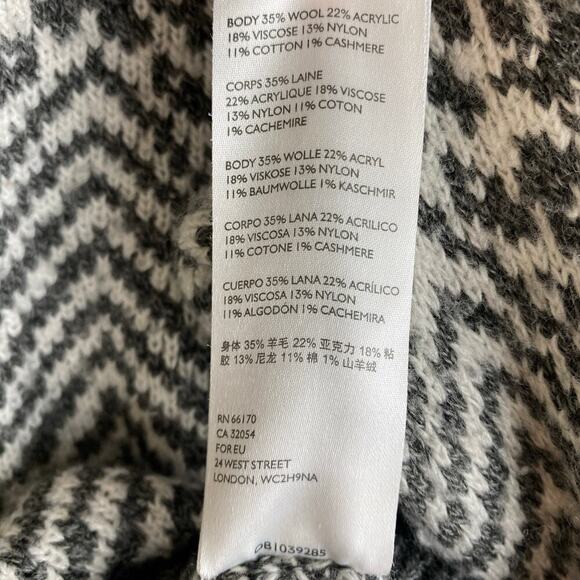 BODY 35% WOOL 22% ACRYLIC
18% VISCOSE 13% NYLON
11% COTTON 1% CASHMERE
CORPS 35% LAINE
22% ACRYLIQUE 18% VISCOSE
13% NYLON 11% COTON
1% CACHEMIRE
BODY 35% WOLLE 22% ACRYL
18% VISKOSE 13% NYLON
11% BAUMWOLLE 1% KASCHMIR
CORPO 35% LANA 22% ACRILICO
18% VISCOSA 13% NYLON
11% COTONE 1% CASHMERE
CUERPO 35% LANA 22% ACRÍLICO
18% VISCOSA 13% NYLON
11% ALGODÓN 1% CACHEMIRA
身体 35% 羊毛 22% 亚克力 18% 粘
胶 13% 尼龙 11% 棉 1% 山羊绒
RN 66170
CA 32054
FOR EU
24 WEST STREET
LONDON, WC2H9NA
081039285